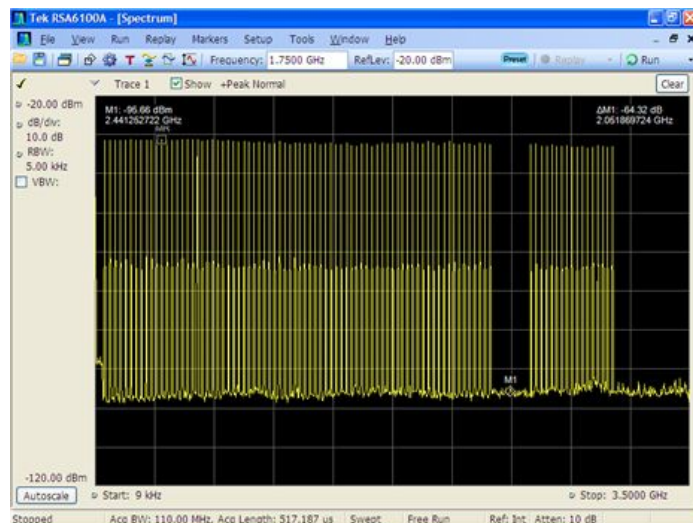 Tek RSA6100A - [Spectrum]
File View Run Replay Markers Setup Tools Window Help
Frequency: 1.7500 GHz RefLev: -20.00 dBm Preset Replay Run
Trace 1 Show +Peak Normal Clear
-20.00 dBm
dB/div:
10.0 dB
RBW:
5.00 kHz
VBW:
M1: -96.66 dBm
2.441252722 GHz
ΔM1: -64.32 dB
2.051869724 GHz
MR
M1
-120.00 dBm
Autoscale Start: 9 kHz Stop: 3.5000 GHz
Stopped Acq BW: 110.00 MHz, Acq Length: 517.187 us Swept Free Run Ref: Int Atten: 10 dB